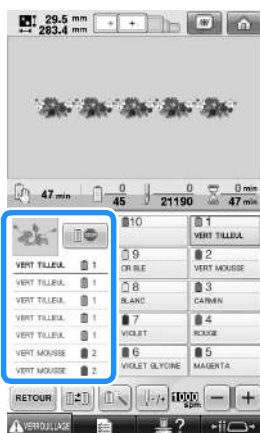 29.5 mm
283.4 mm
47 min
0
45
0
21190
0 min
47 min
STOP
VERT TILLEUL 1
VERT TILLEUL 1
VERT TILLEUL 1
VERT TILLEUL 1
VERT TILLEUL 1
VERT MOUSSE 2
VERT MOUSSE 2
10
1
VERT TILLEUL
9
OR BLE
2
VERT MOUSSE
8
BLANC
3
CARMIN
7
VIOLET
4
ROUGE
6
VIOLET GLYCINE
5
MAGENTA
RETOUR
-/+
1000
spm
- +
VERROUILLAGE
?